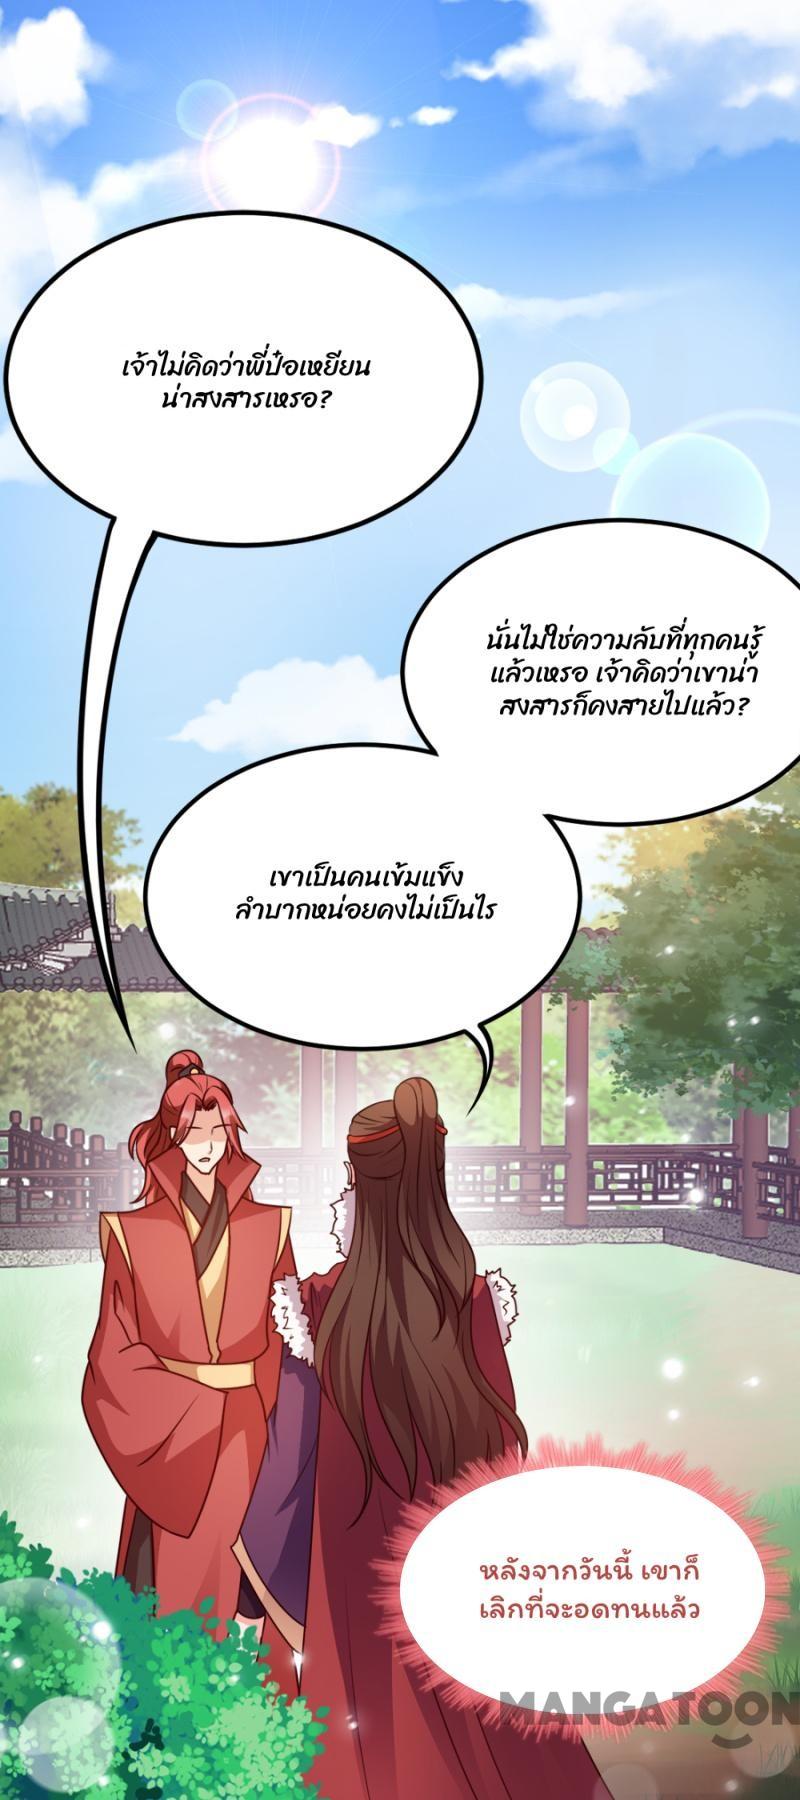 เจ้าไม่คิดว่าพี่ป๋อเหยียน
น่าสงสารเหรอ?
นั่นไม่ใช่ความลับที่ทุกคนรู้
แล้วเหรอ เจ้าคิดว่าเขาน่า
สงสารก็คงสายไปแล้ว?
เขาเป็นคนเข้มแข็ง
ลำบากหน่อยคงไม่เป็นไร
หลังจากวันนี้ เขาก็
เลิกที่จะอดทนแล้ว
MANGATOON